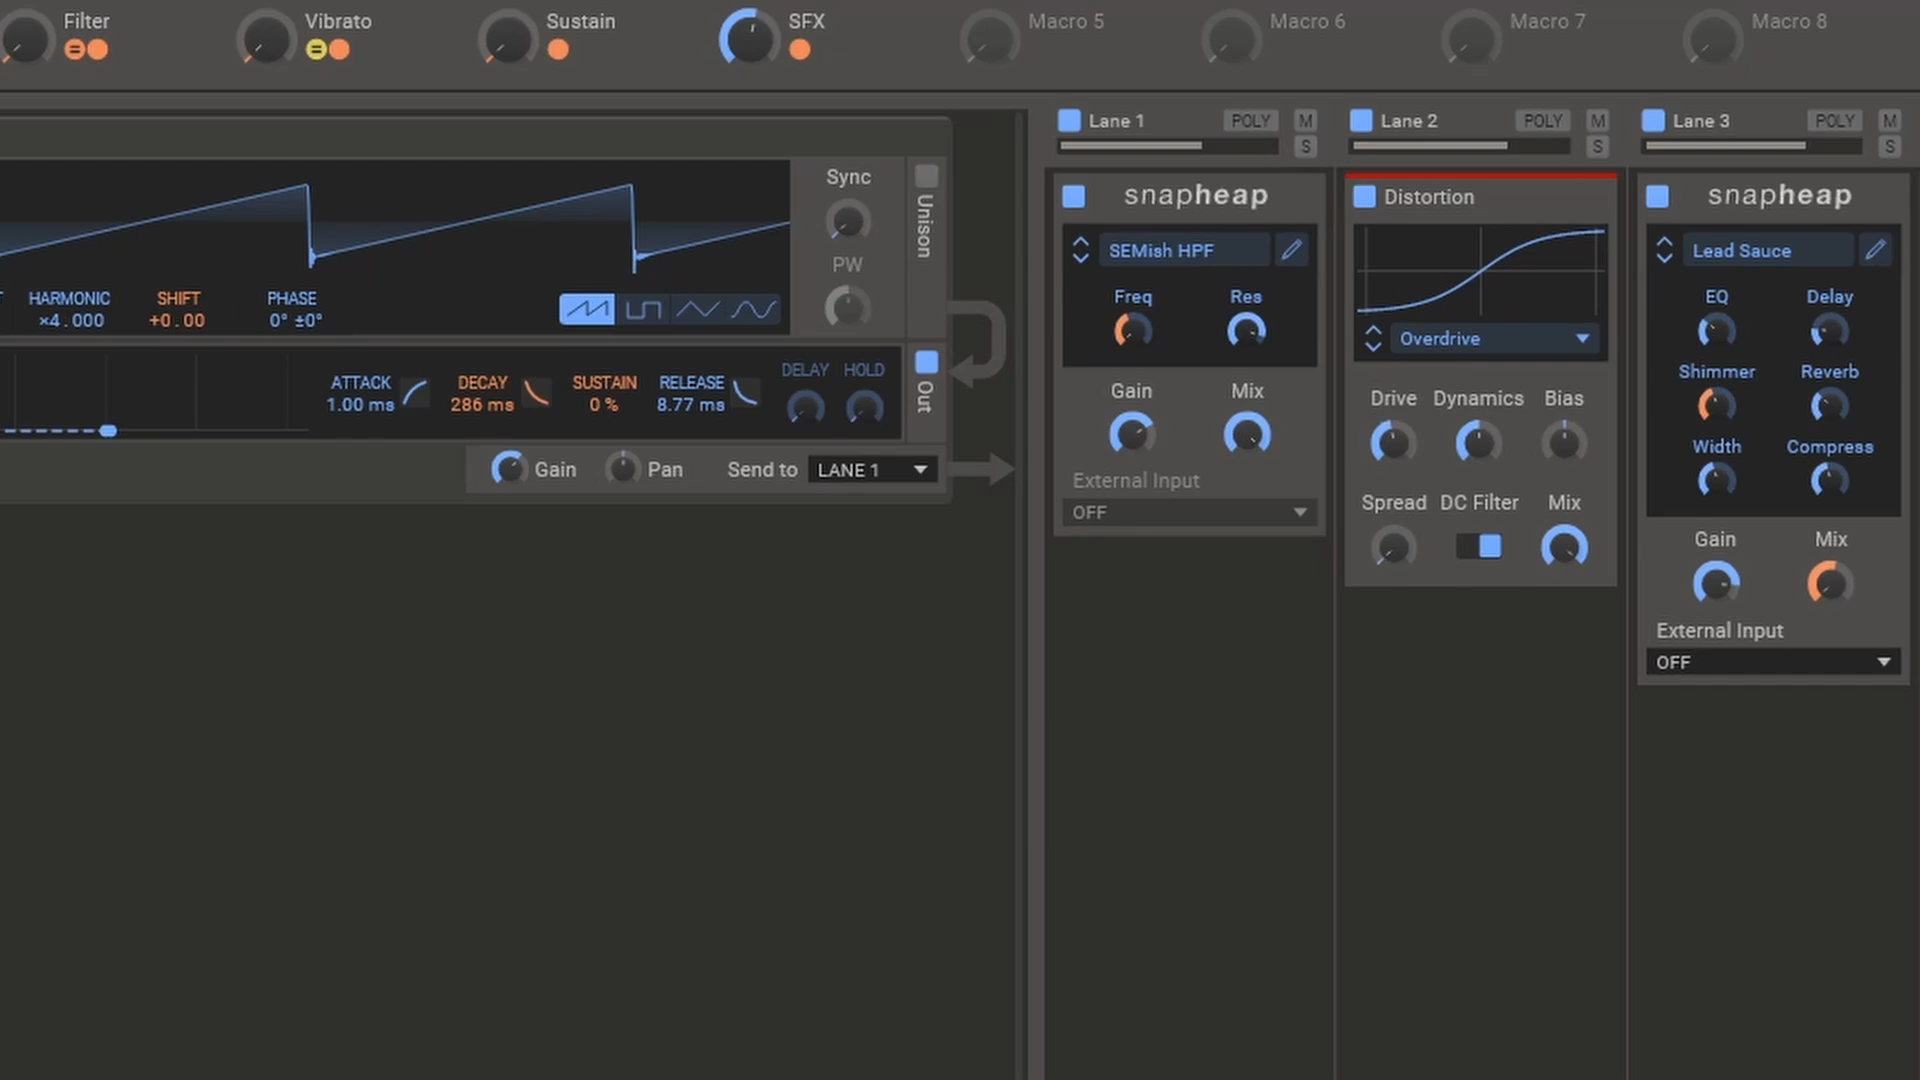 Filter
Vibrato
Sustain
SFX
Macro 5
Macro 6
Macro 7
Macro 8
Lane 1 POLY M
S
Lane 2 POLY M
S
Lane 3 POLY M
S
Sync
PW
Unison
HARMONIC SHIFT PHASE
×4.000 +0.00 0° ±0°
ATTACK DECAY SUSTAIN RELEASE DELAY HOLD
1.00 ms 286 ms 0 % 8.77 ms
Out
Gain Pan Send to LANE 1
snapheap
SEMish HPF
Freq Res
Gain Mix
External Input
OFF
Distortion
Overdrive
Drive Dynamics Bias
Spread DC Filter Mix
snapheap
Lead Sauce
EQ Delay
Shimmer Reverb
Width Compress
Gain Mix
External Input
OFF